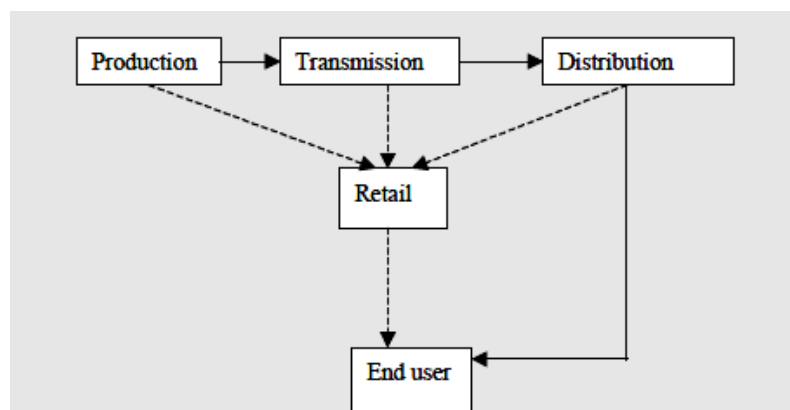 Production
Transmission
Distribution
Retail
End user